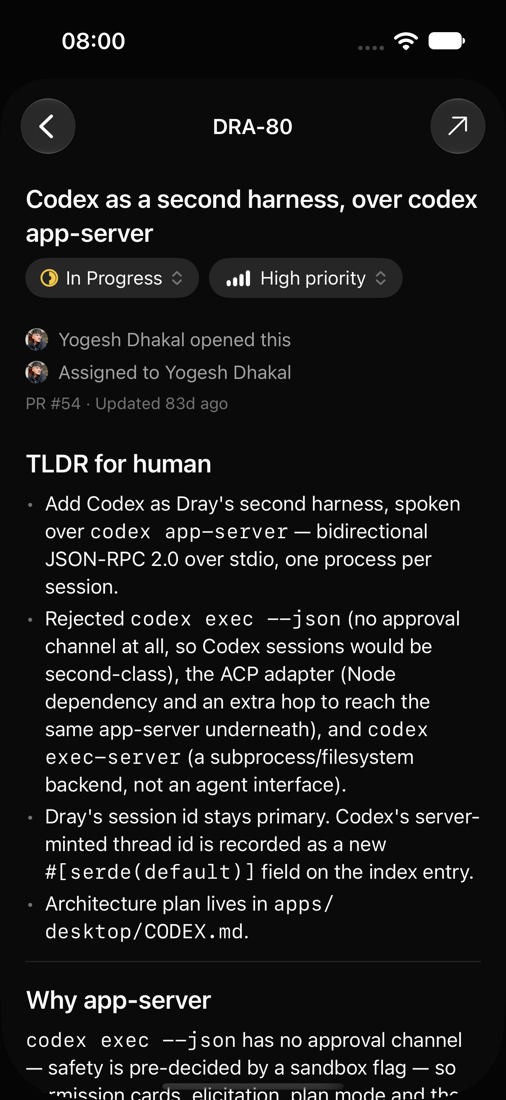 08:00
DRA-80
Codex as a second harness, over codex
app-server
In Progress
High priority
Yogesh Dhakal opened this
Assigned to Yogesh Dhakal
PR #54 · Updated 83d ago
TLDR for human
• Add Codex as Dray's second harness, spoken
over codex app-server — bidirectional
JSON-RPC 2.0 over stdio, one process per
session.
• Rejected codex exec --json (no approval
channel at all, so Codex sessions would be
second-class), the ACP adapter (Node
dependency and an extra hop to reach the
same app-server underneath), and codex
exec-server (a subprocess/filesystem
backend, not an agent interface).
• Dray's session id stays primary. Codex's server-
minted thread id is recorded as a new
#[serde(default)] field on the index entry.
• Architecture plan lives in apps/
desktop/CODEX.md.
Why app-server
codex exec --json has no approval channel
— safety is pre-decided by a sandbox flag — so
cards, elicitation, plan mode and the